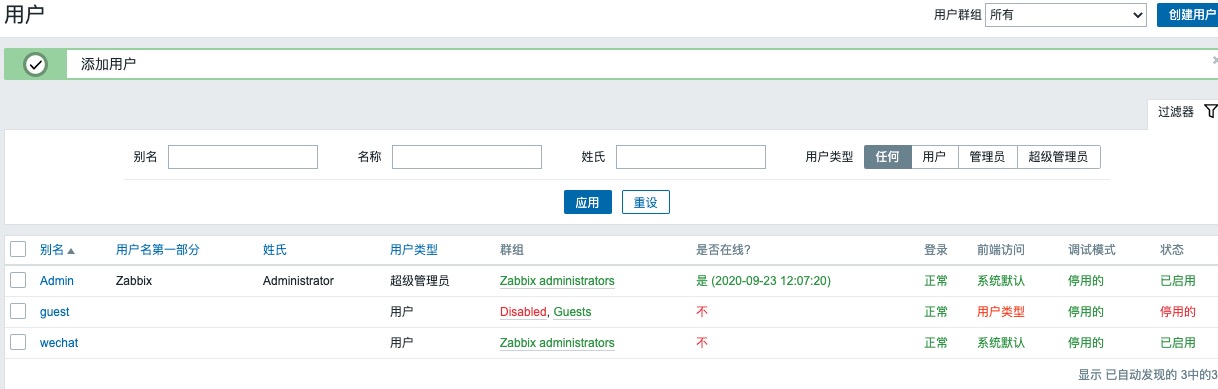 用户 用户群组 所有 创建用户
添加用户
过滤器
别名 名称 姓氏 用户类型 任何 用户 管理员 超级管理员
应用 重设
别名 用户名第一部分 姓氏 用户类型 群组 是否在线? 登录 前端访问 调试模式 状态
Admin Zabbix Administrator 超级管理员 Zabbix administrators 是 (2020-09-23 12:07:20) 正常 系统默认 停用的 已启用
guest 用户 Disabled, Guests 不 正常 用户类型 停用的 停用的
wechat 用户 Zabbix administrators 不 正常 系统默认 停用的 已启用
显示 已自动发现的 3中的3